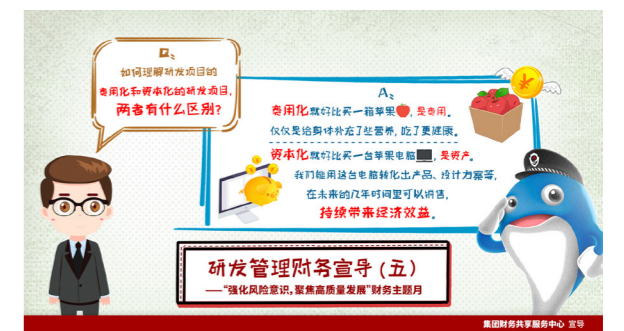 Q:
如何理解研发项目的
费用化和资本化的研发项目,
两者有什么区别?
A:
费用化就好比买一箱苹果,是费用。
仅仅是给身体补充了些营养,吃了更健康。
资本化就好比买一台苹果电脑,是资产。
我们能用这台电脑转化出产品、设计方案等,
在未来的几年时间里可以销售,
持续带来经济效益。
研发管理财务宣导(五)
——“强化风险意识,聚焦高质量发展”财务主题月
集团财务共享服务中心 宣导